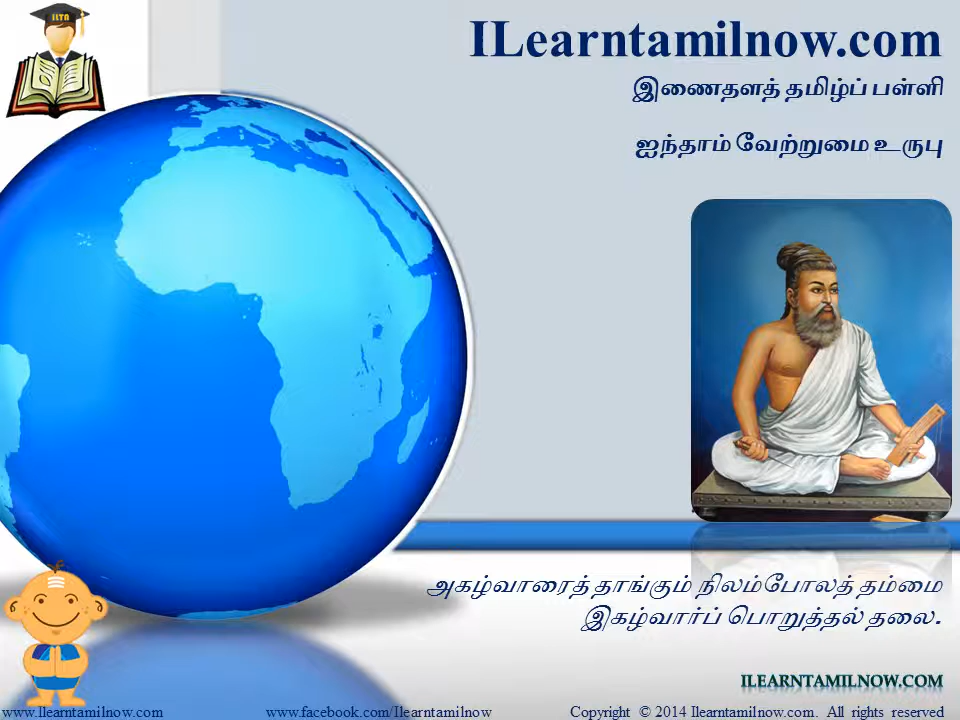 ILTN
ILearntamilnow.com
இணைதளத் தமிழ்ப் பள்ளி
ஐந்தாம் வேற்றுமை உருபு
அகழ்வாரைத் தாங்கும் நிலம்போலத் தம்மை
இகழ்வார்ப் பொறுத்தல் தலை.
ILEARNTAMILNOW.COM
www.Ilearntamilnow.com www.facebook.com/Ilearntamilnow Copyright © 2014 Ilearntamilnow.com. All rights reserved